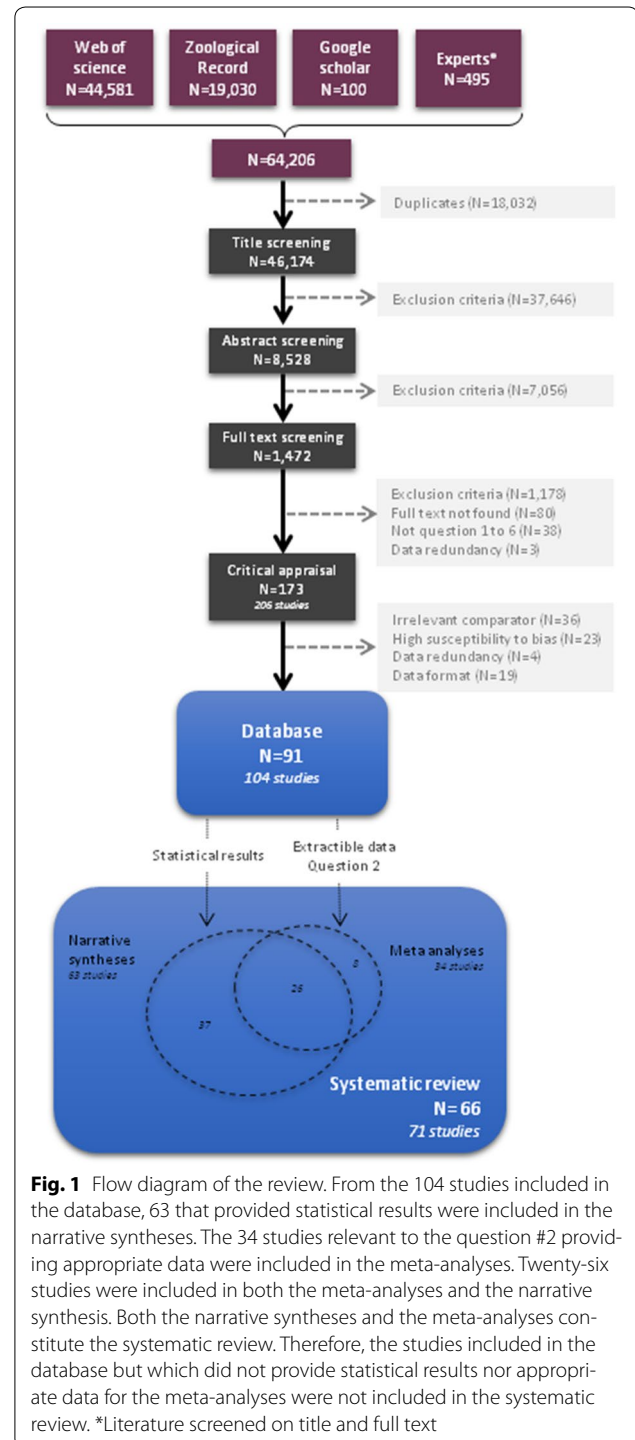 Web of
science
N=44,581
Zoological
Record
N=19,030
Google
scholar
N=100
Experts*
N=495
N=64,206
Duplicates (N=18,032)
Title screening
N=46,174
Exclusion criteria (N=37,646)
Abstract screening
N=8,528
Exclusion criteria (N=7,056)
Full text screening
N=1,472
Exclusion criteria (N=1,178)
Full text not found (N=80)
Not question 1 to 6 (N=38)
Data redundancy (N=3)
Critical appraisal
N=173
206 studies
Irrelevant comparator (N=36)
High susceptibility to bias (N=23)
Data redundancy (N=4)
Data format (N=19)
Database
N=91
104 studies
Statistical results
Extractible data
Question 2
Narrative
syntheses
63 studies
Meta analyses
34 studies
8
26
37
Systematic review
N= 66
71 studies
Fig. 1 Flow diagram of the review. From the 104 studies included in
the database, 63 that provided statistical results were included in the
narrative syntheses. The 34 studies relevant to the question #2 provid-
ing appropriate data were included in the meta-analyses. Twenty-six
studies were included in both the meta-analyses and the narrative
synthesis. Both the narrative syntheses and the meta-analyses con-
stitute the systematic review. Therefore, the studies included in the
database but which did not provide statistical results nor appropri-
ate data for the meta-analyses were not included in the systematic
review. *Literature screened on title and full text